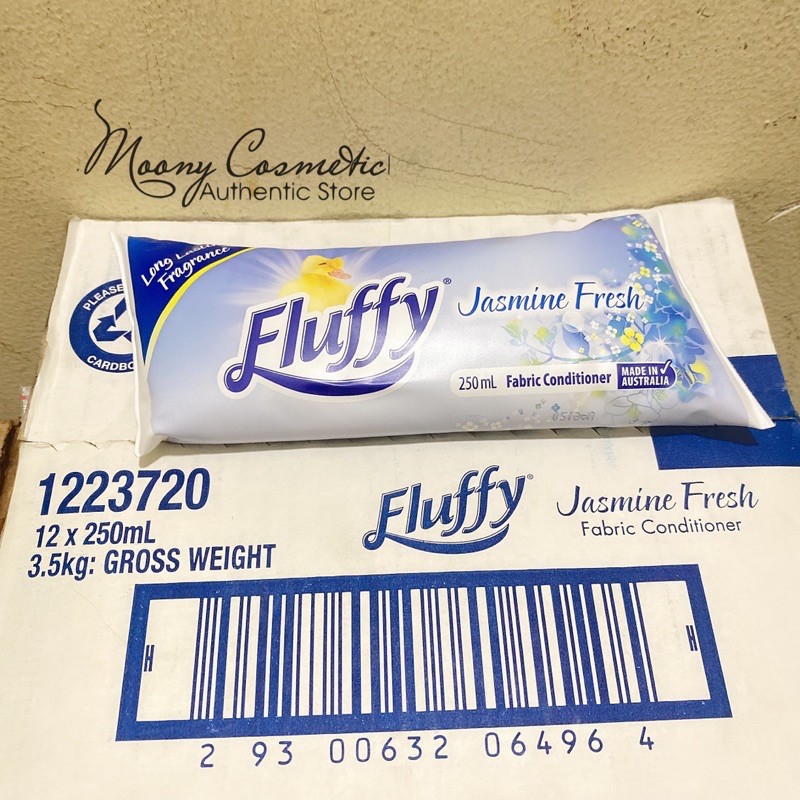 Moony Cosmetic
Authentic Store
PLEASE
CARDBO
Long Lasting
Fragrance
Fluffy®
Jasmine Fresh
250mL Fabric Conditioner
MADE IN
AUSTRALIA
1223720
12 x 250mL
3.5kg: GROSS WEIGHT
Fluffy®
Jasmine Fresh
Fabric Conditioner
H
H
2 93 00632 06496 4